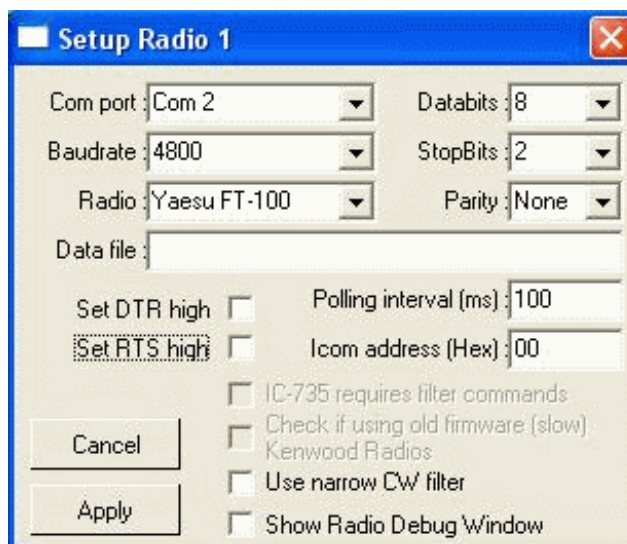 Setup Radio 1
Com port : Com 2 Databits : 8
Baudrate : 4800 StopBits : 2
Radio : Yaesu FT-100 Parity : None
Data file :
Set DTR high Polling interval (ms) : 100
Set RTS high Icom address (Hex) : 00
IC-735 requires filter commands
Check if using old firmware (slow)
Kenwood Radios
Cancel
Use narrow CW filter
Apply
Show Radio Debug Window